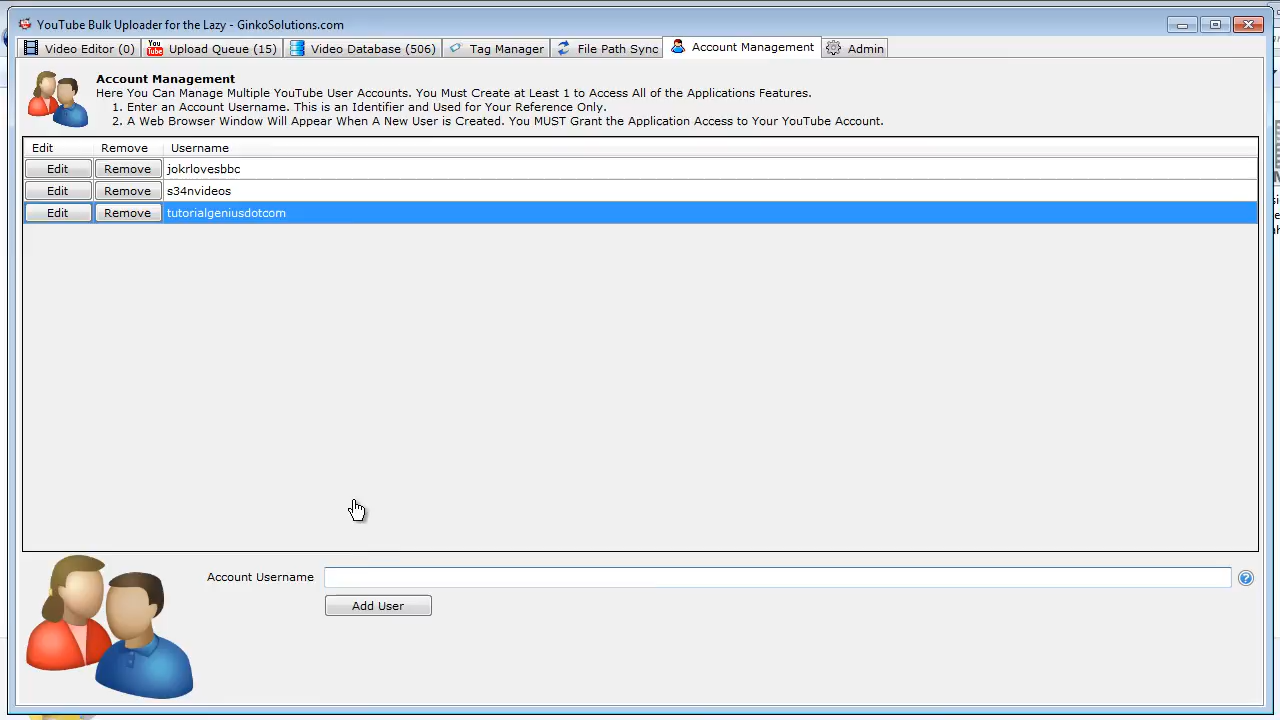 YouTube Bulk Uploader for the Lazy - GinkoSolutions.com
Video Editor (0) You Tube Upload Queue (15) Video Database (506) Tag Manager File Path Sync Account Management Admin
Account Management
Here You Can Manage Multiple YouTube User Accounts. You Must Create at Least 1 to Access All of the Applications Features.
1. Enter an Account Username. This is an Identifier and Used for Your Reference Only.
2. A Web Browser Window Will Appear When A New User is Created. You MUST Grant the Application Access to Your YouTube Account.
Edit Remove Username
Edit Remove jokrlovesbbc
Edit Remove s34nvideos
Edit Remove tutorialgeniusdotcom
Account Username
Add User